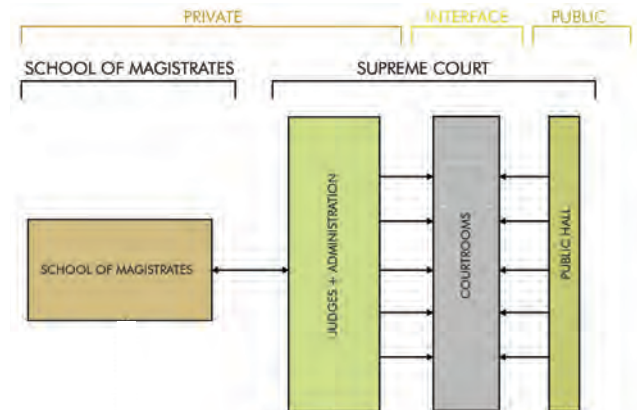 PRIVATE
INTERFACE
PUBLIC
SCHOOL OF MAGISTRATES
SUPREME COURT
SCHOOL OF MAGISTRATES
JUDGES + ADMINISTRATION
COURTROOMS
PUBLIC HALL